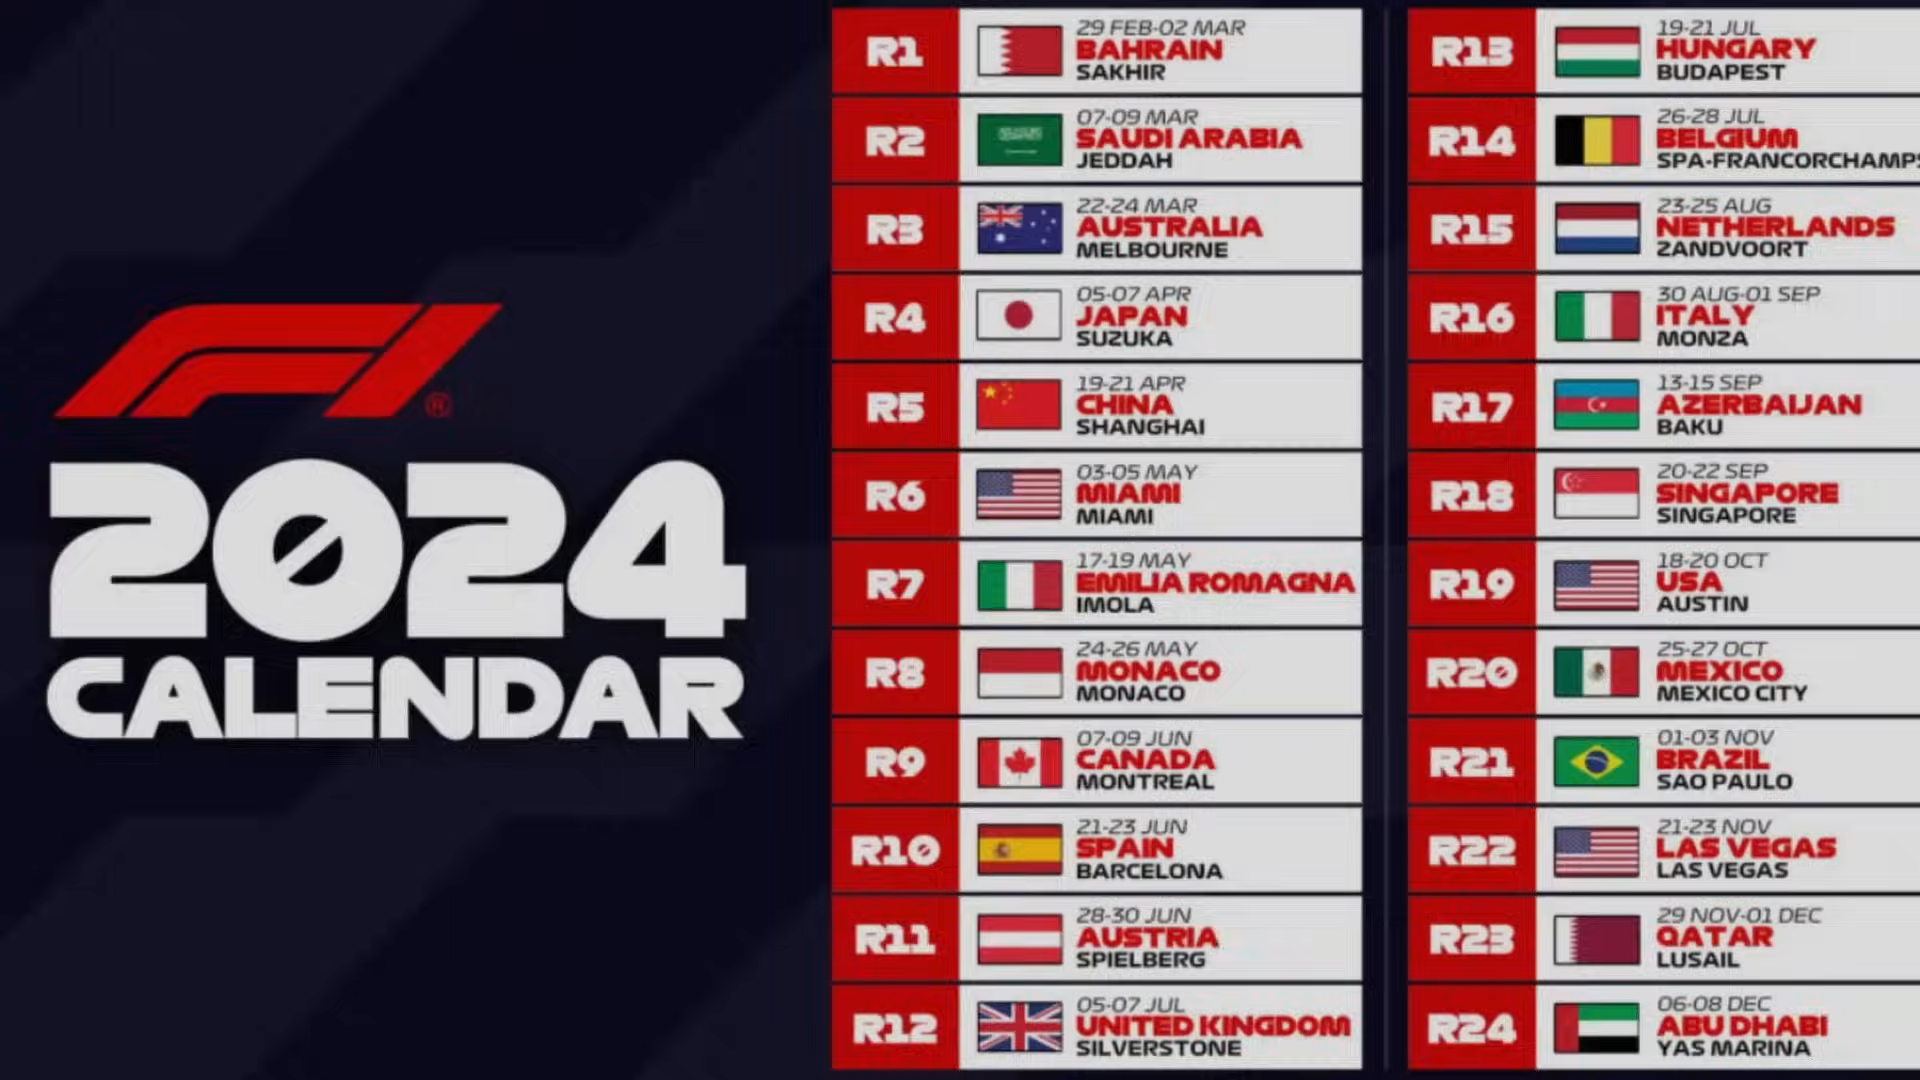 F1®
2024
CALENDAR
R1
29 FEB-02 MAR
BAHRAIN
SAKHIR
R2
07-09 MAR
SAUDI ARABIA
JEDDAH
R3
22-24 MAR
AUSTRALIA
MELBOURNE
R4
05-07 APR
JAPAN
SUZUKA
R5
19-21 APR
CHINA
SHANGHAI
R6
03-05 MAY
MIAMI
MIAMI
R7
17-19 MAY
EMILIA ROMAGNA
IMOLA
R8
24-26 MAY
MONACO
MONACO
R9
07-09 JUN
CANADA
MONTREAL
R10
21-23 JUN
SPAIN
BARCELONA
R11
28-30 JUN
AUSTRIA
SPIELBERG
R12
05-07 JUL
UNITED KINGDOM
SILVERSTONE
R13
19-21 JUL
HUNGARY
BUDAPEST
R14
26-28 JUL
BELGIUM
SPA-FRANCORCHAMPS
R15
23-25 AUG
NETHERLANDS
ZANDVOORT
R16
30 AUG-01 SEP
ITALY
MONZA
R17
13-15 SEP
AZERBAIJAN
BAKU
R18
20-22 SEP
SINGAPORE
SINGAPORE
R19
18-20 OCT
USA
AUSTIN
R20
25-27 OCT
MEXICO
MEXICO CITY
R21
01-03 NOV
BRAZIL
SAO PAULO
R22
21-23 NOV
LAS VEGAS
LAS VEGAS
R23
29 NOV-01 DEC
QATAR
LUSAIL
R24
06-08 DEC
ABU DHABI
YAS MARINA